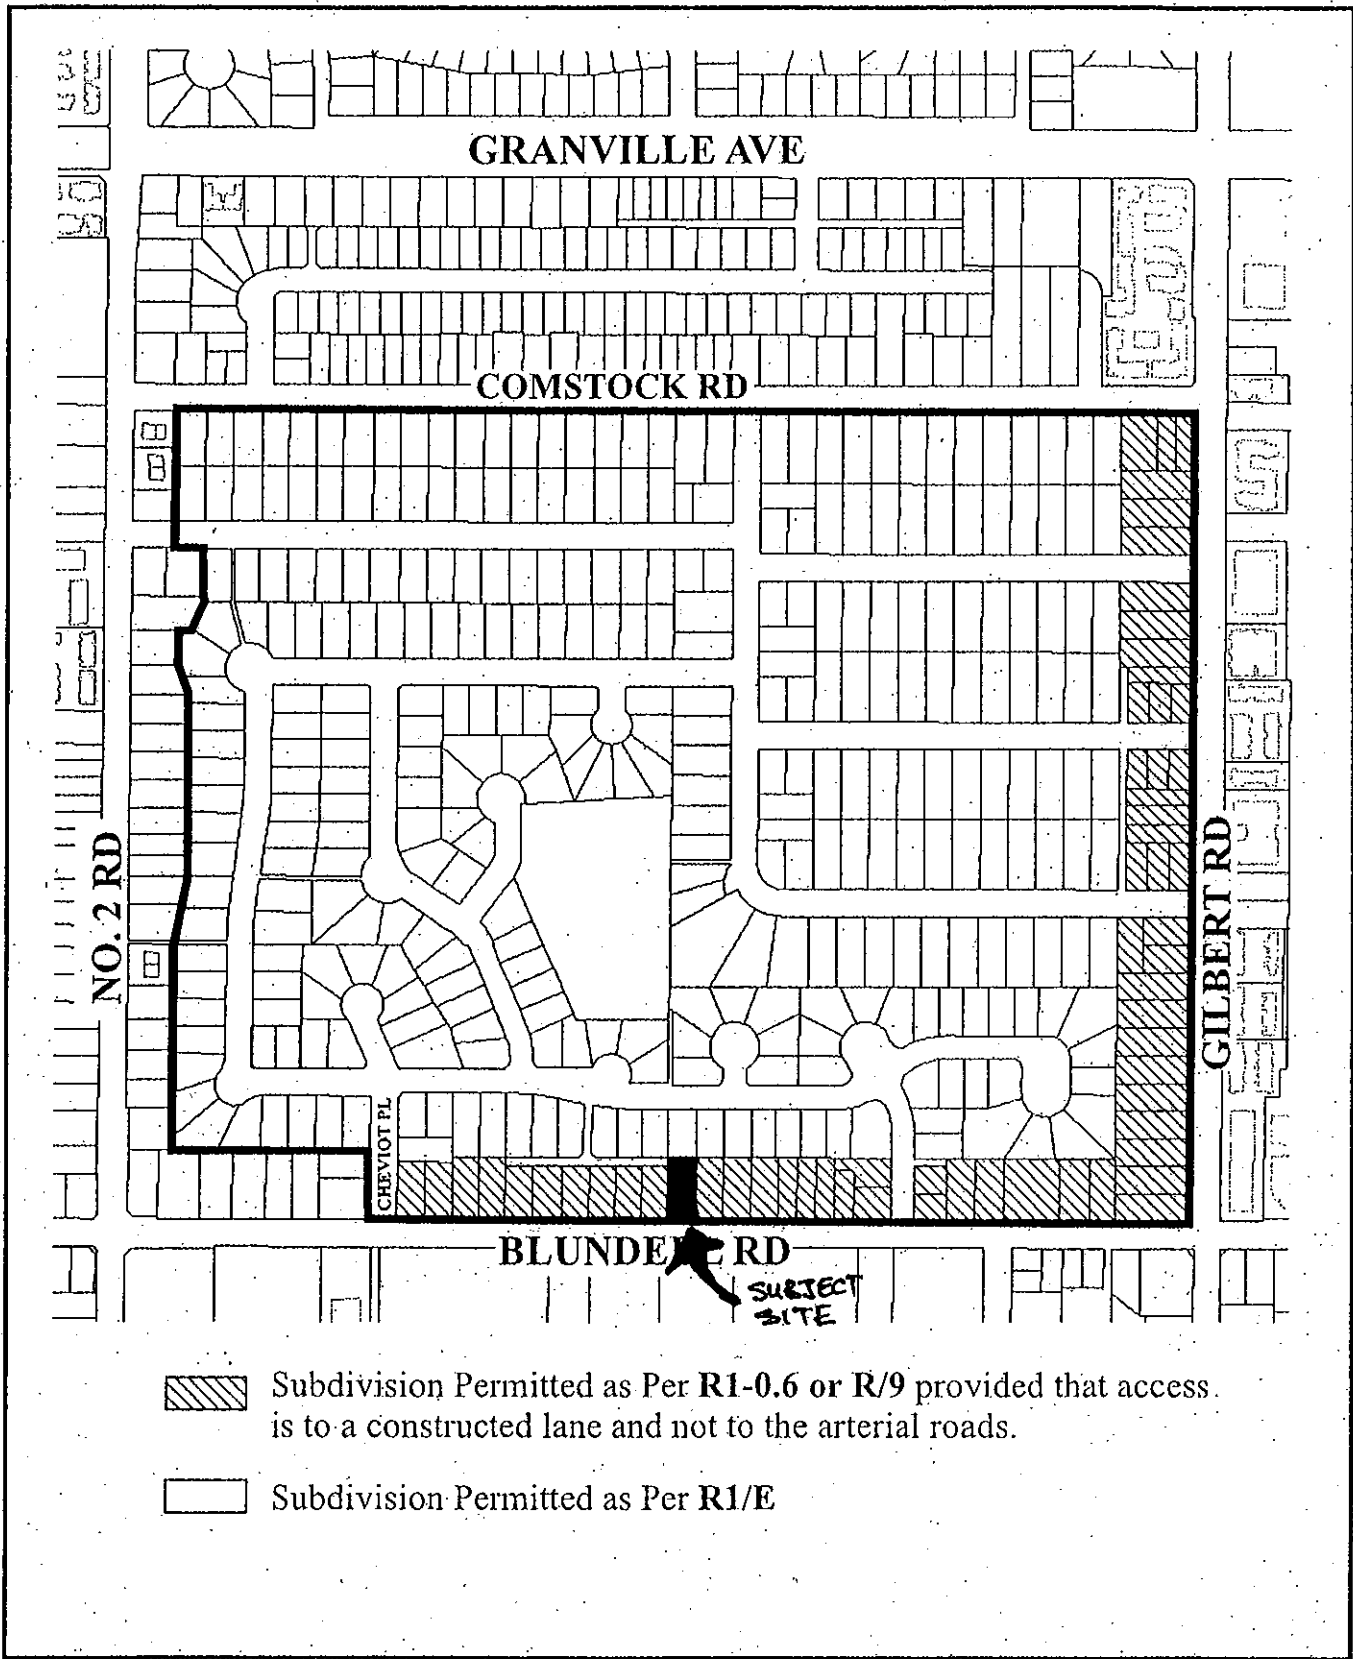 GRANVILLE AVE
COMSTOCK RD
NO. 2 RD
GILBERT RD
CHEVIOT PL
BLUNDELL RD
SUBJECT
SITE
Subdivision Permitted as Per R1-0.6 or R/9 provided that access
is to a constructed lane and not to the arterial roads.
Subdivision Permitted as Per R1/E